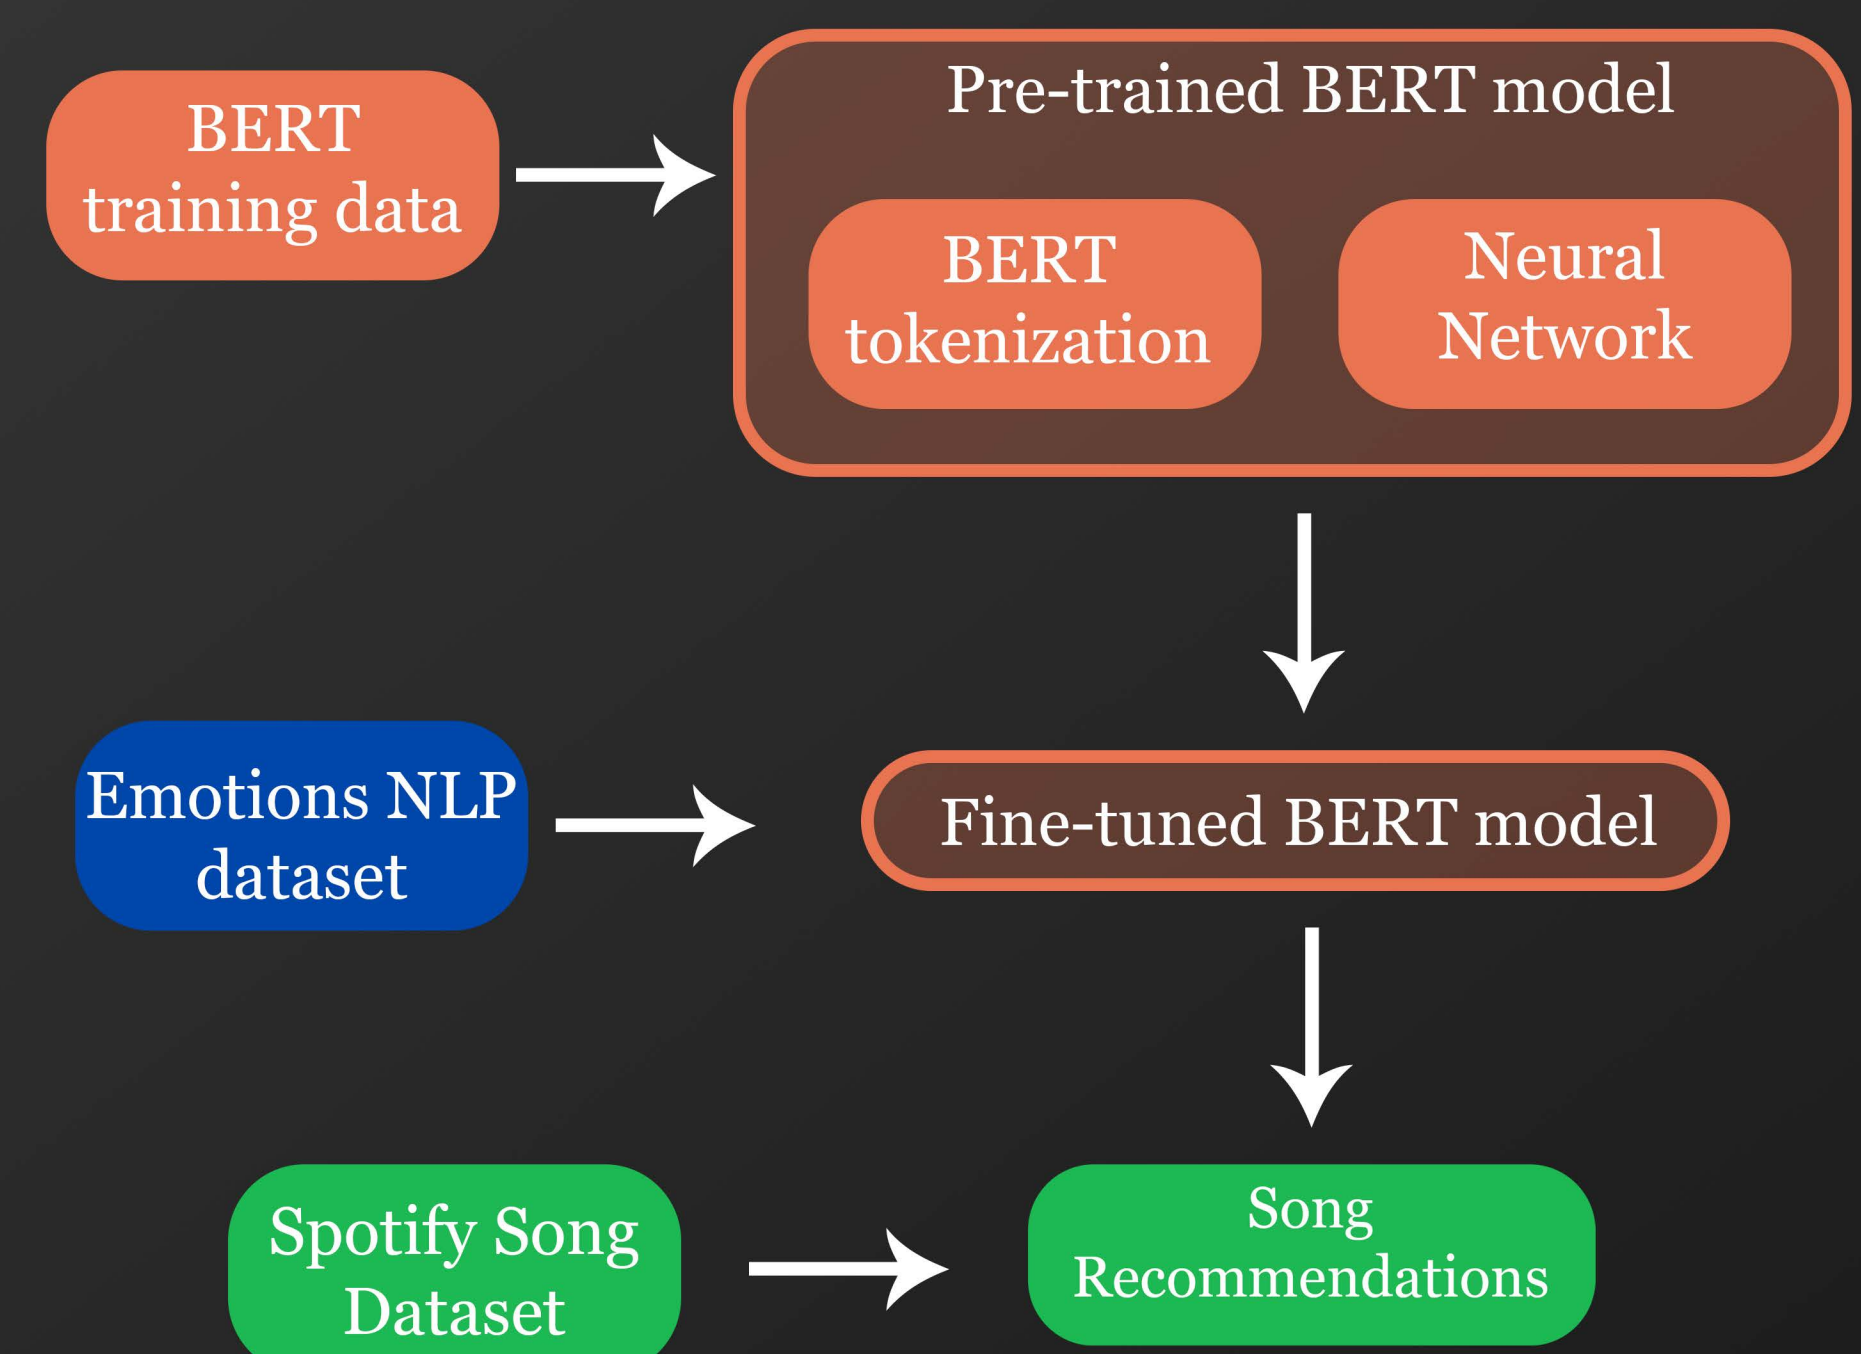 BERT
training data
Pre-trained BERT model
BERT
tokenization
Neural
Network
Emotions NLP
dataset
Fine-tuned BERT model
Spotify Song
Dataset
Song
Recommendations